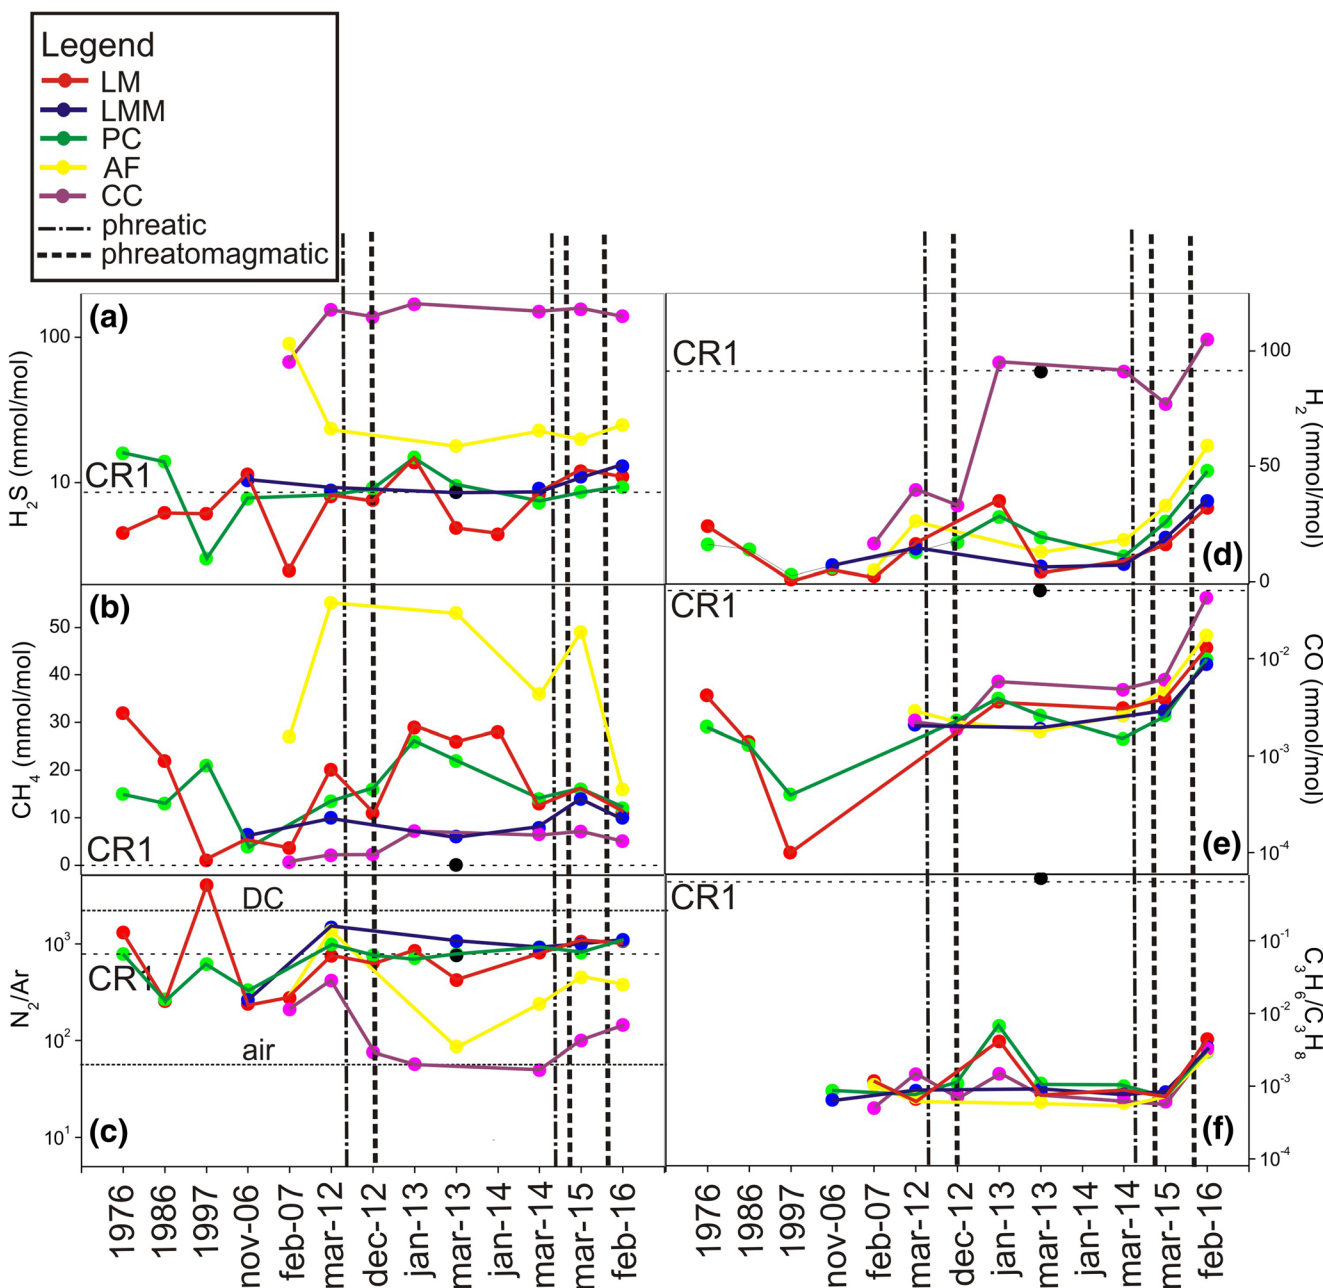 Legend
LM
LMM
PC
AF
CC
phreatic
phreatomagmatic
(a)
H₂S (mmol/mol)
100
10
CR1
(b)
CH₄ (mmol/mol)
50
40
30
20
10
0
CR1
(c)
N₂/Ar
10³
10²
10¹
DC
CR1
air
1976
1986
1997
nov-06
feb-07
mar-12
dec-12
jan-13
mar-13
jan-14
mar-14
mar-15
feb-16
CR1
(d)
H₂ (mmol/mol)
100
50
0
CR1
(e)
CO (mmol/mol)
10⁻²
10⁻³
10⁻⁴
CR1
(f)
C₃H₆/C₃H₈
10⁻¹
10⁻²
10⁻³
10⁻⁴
1976
1986
1997
nov-06
feb-07
mar-12
dec-12
jan-13
mar-13
jan-14
mar-14
mar-15
feb-16